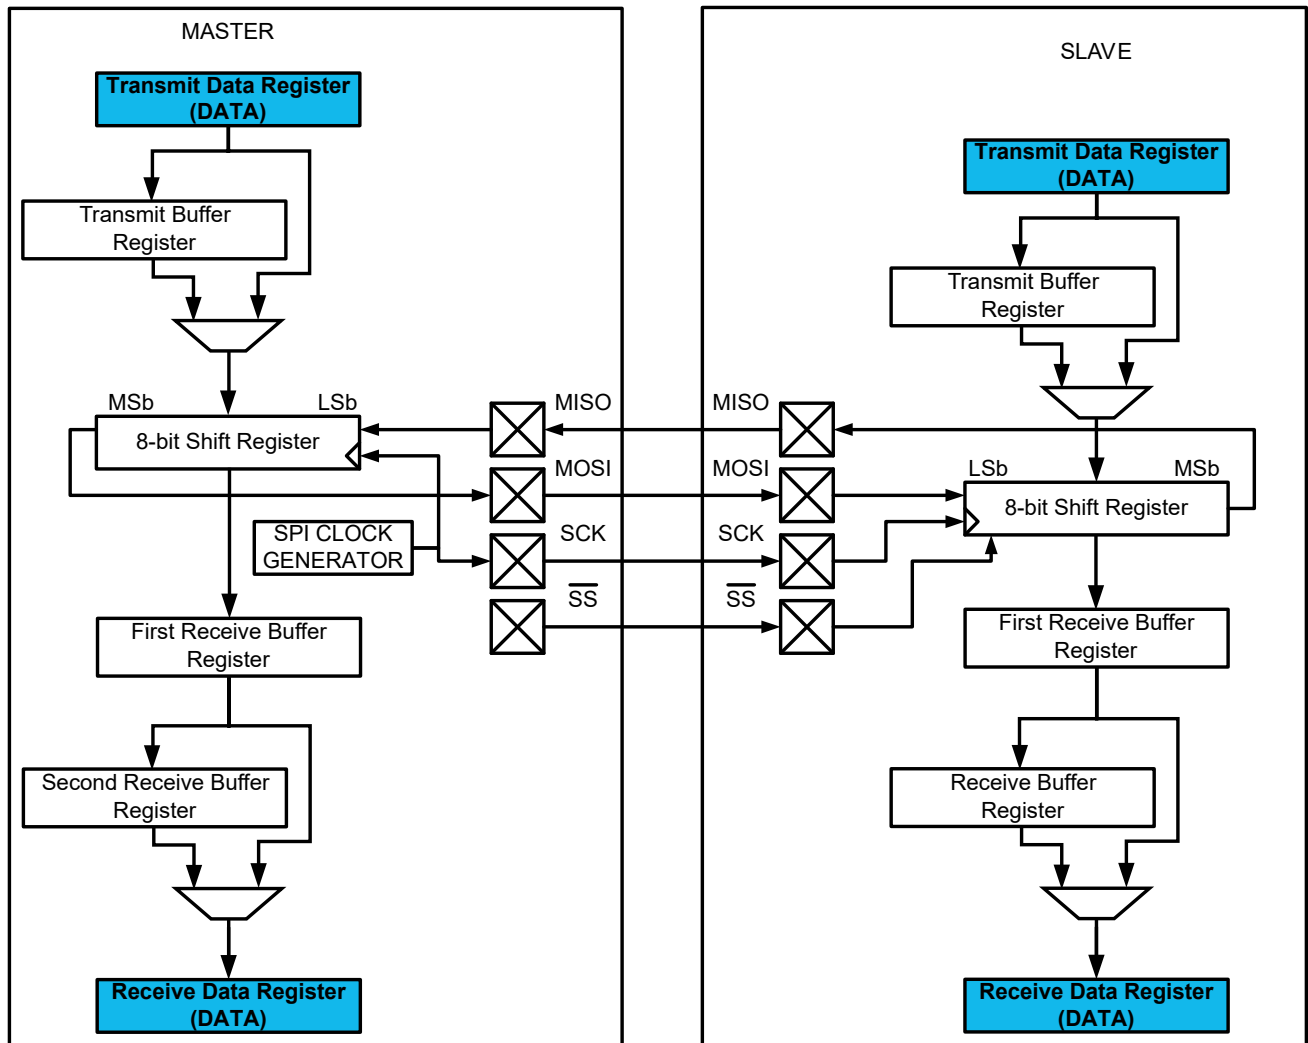 MASTER
Transmit Data Register
(DATA)
Transmit Buffer
Register
MSb
LSb
8-bit Shift Register
SPI CLOCK
GENERATOR
First Receive Buffer
Register
Second Receive Buffer
Register
Receive Data Register
(DATA)
MISO
MOSI
SCK
SS
MISO
MOSI
SCK
SS
SLAVE
Transmit Data Register
(DATA)
Transmit Buffer
Register
LSb
MSb
8-bit Shift Register
First Receive Buffer
Register
Receive Buffer
Register
Receive Data Register
(DATA)